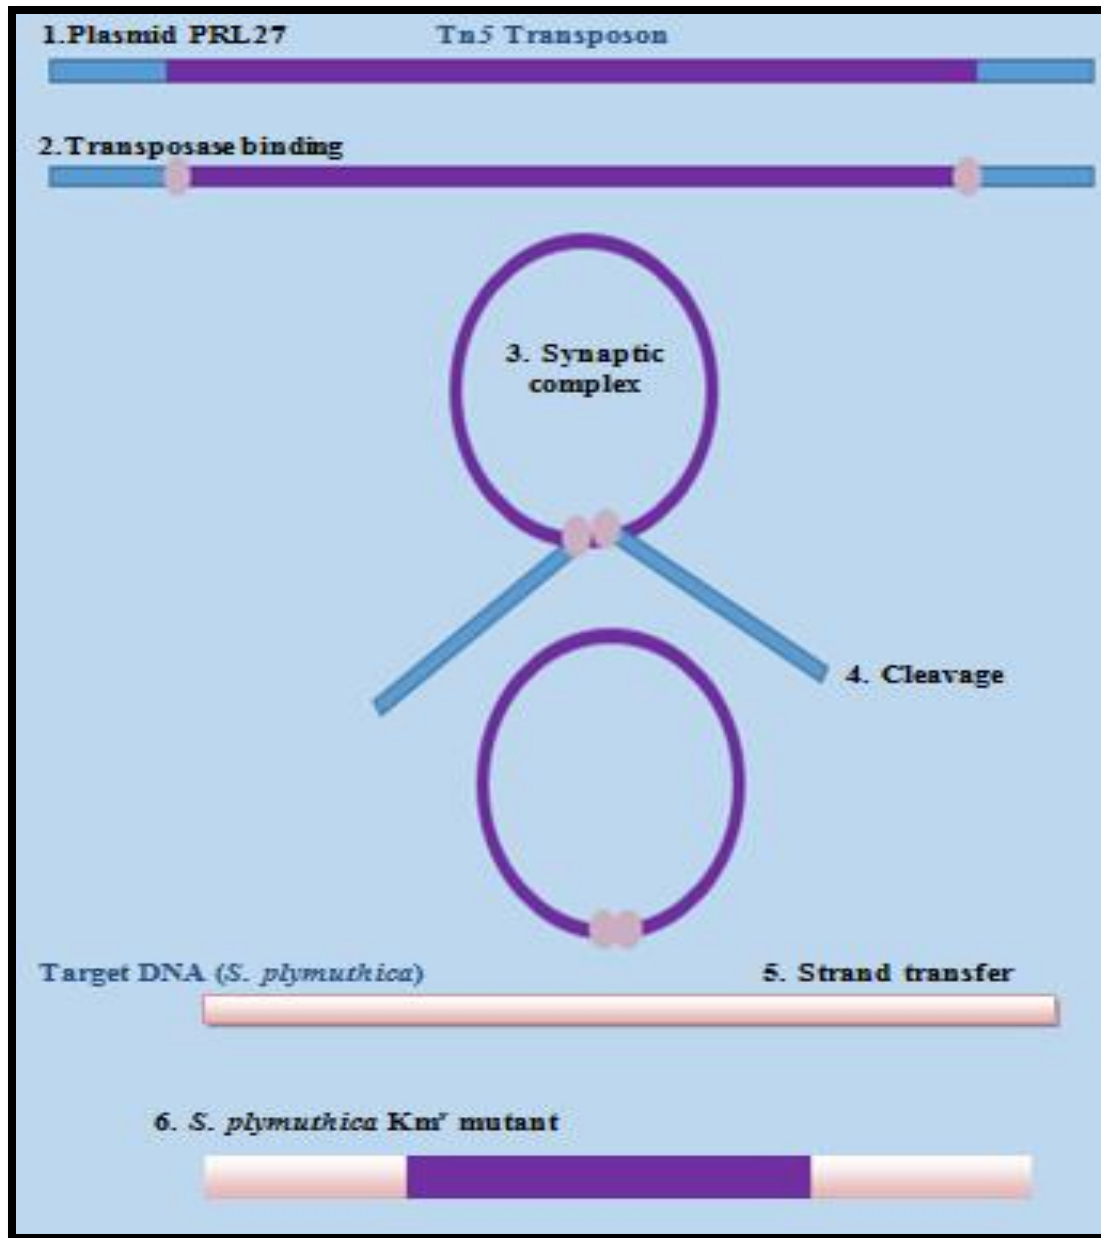 1.Plasmid PRL27 Tn5 Transposon
2.Transposase binding
3. Synaptic
complex
4. Cleavage
Target DNA (S. plymuthica) 5. Strand transfer
6. S. plymuthica Kmʳ mutant